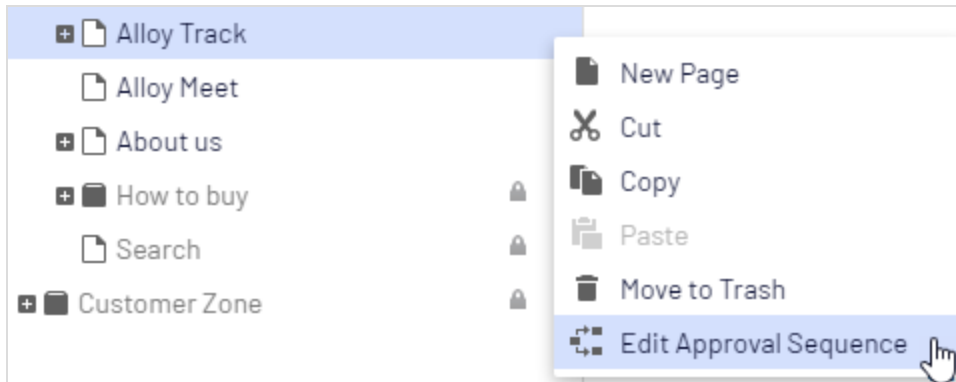 Alloy Track
Alloy Meet
About us
How to buy
Search
Customer Zone
New Page
Cut
Copy
Paste
Move to Trash
Edit Approval Sequence